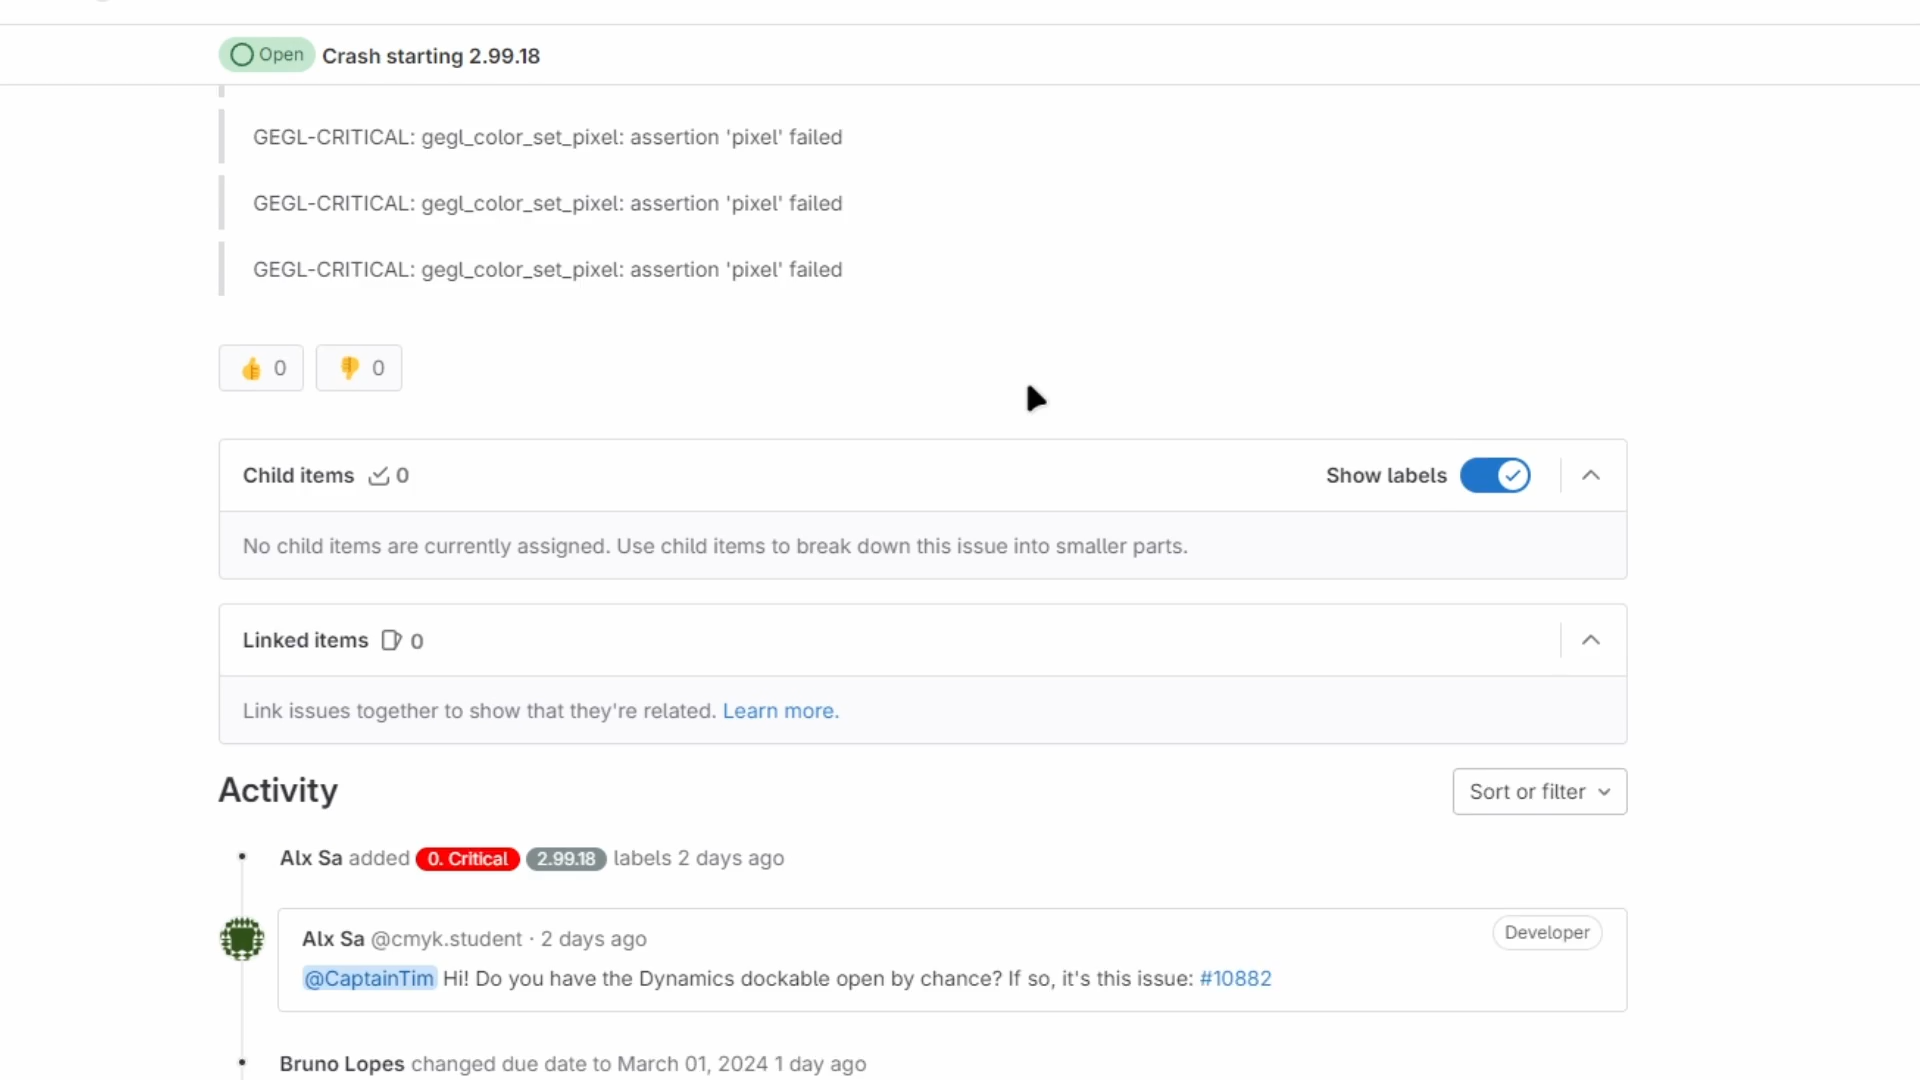 Open Crash starting 2.99.18
GEGL-CRITICAL: gegl_color_set_pixel: assertion 'pixel' failed
GEGL-CRITICAL: gegl_color_set_pixel: assertion 'pixel' failed
GEGL-CRITICAL: gegl_color_set_pixel: assertion 'pixel' failed
👍 0 👎 0
Child items 0 Show labels
No child items are currently assigned. Use child items to break down this issue into smaller parts.
Linked items 0
Link issues together to show that they're related. Learn more.
Activity Sort or filter
Alx Sa added 0. Critical 2.99.18 labels 2 days ago
Alx Sa @cmyk.student · 2 days ago Developer
@CaptainTim Hi! Do you have the Dynamics dockable open by chance? If so, it's this issue: #10882
Bruno Lopes changed due date to March 01, 2024 1 day ago